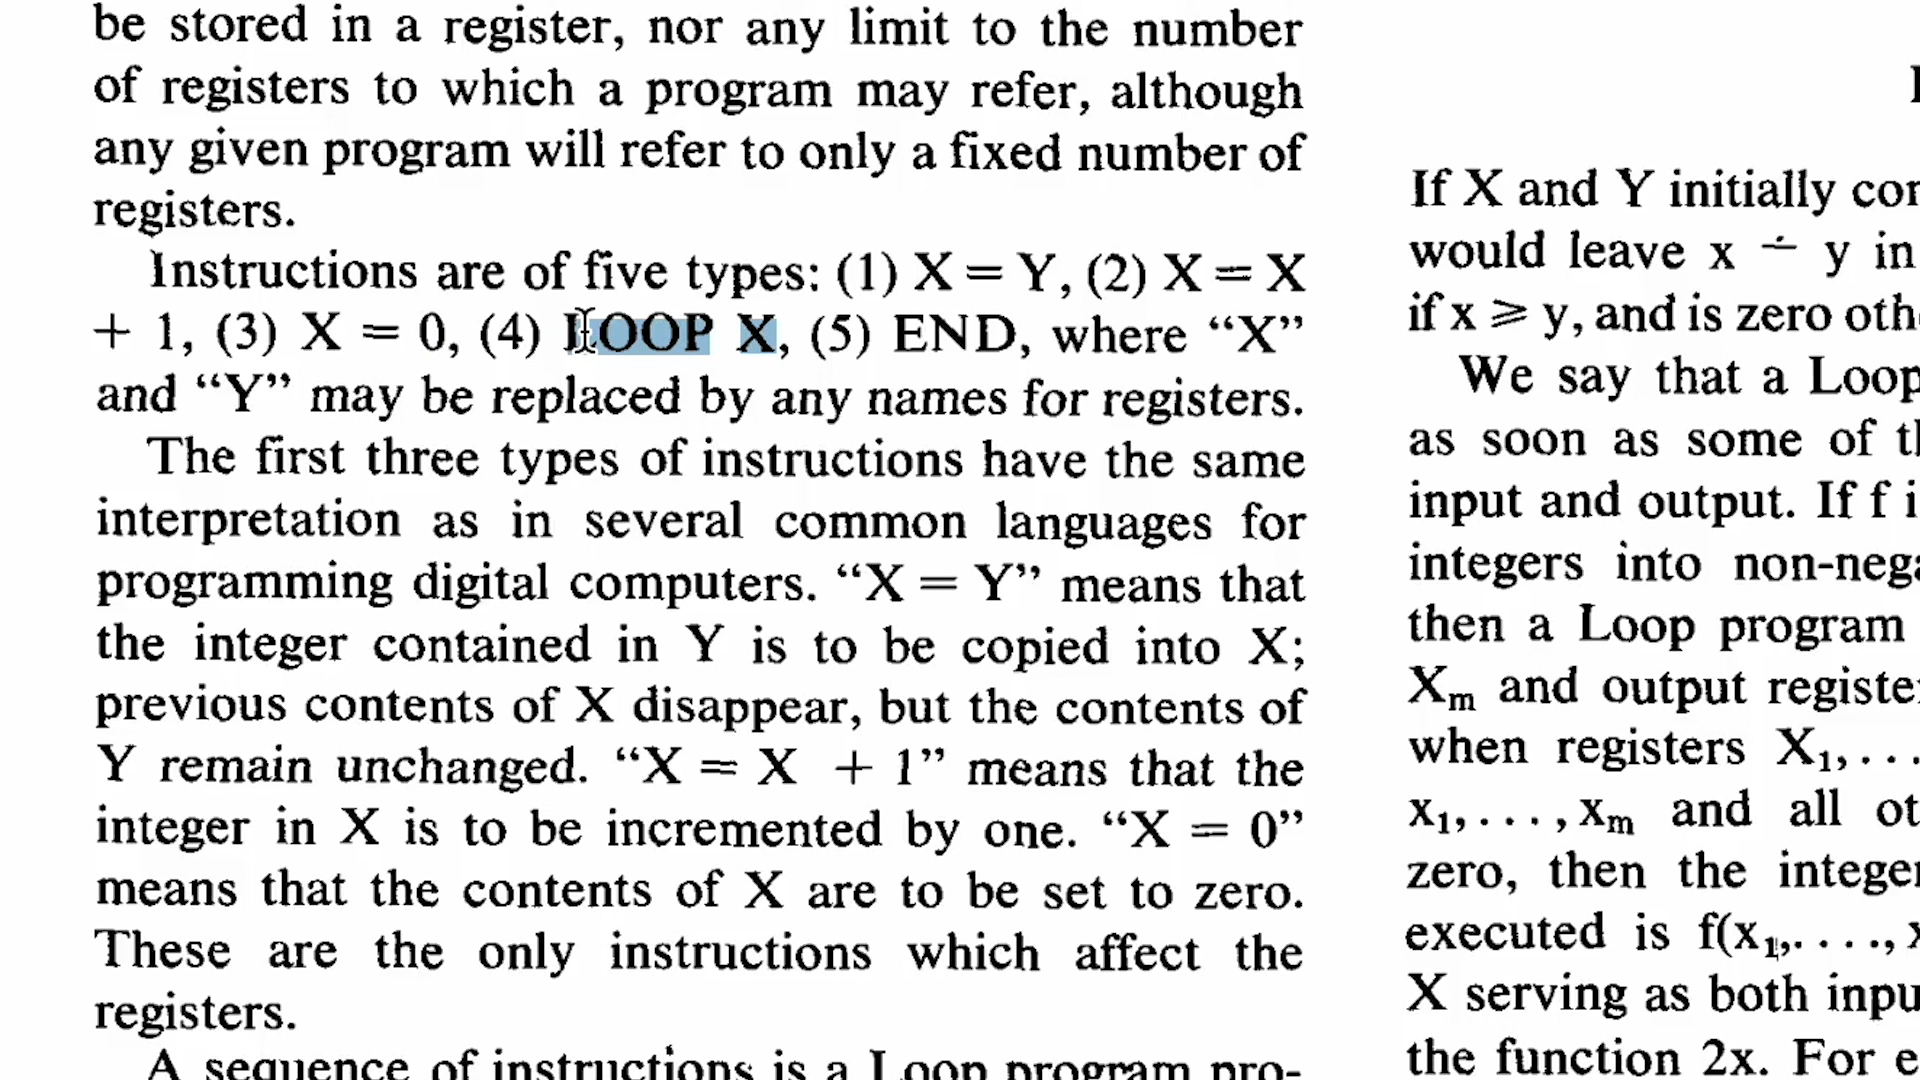 be stored in a register, nor any limit to the number
of registers to which a program may refer, although
any given program will refer to only a fixed number of
registers.
Instructions are of five types: (1) X = Y, (2) X = X
+ 1, (3) X = 0, (4) LOOP X, (5) END, where “X”
and “Y” may be replaced by any names for registers.
The first three types of instructions have the same
interpretation as in several common languages for
programming digital computers. “X = Y” means that
the integer contained in Y is to be copied into X;
previous contents of X disappear, but the contents of
Y remain unchanged. “X = X + 1” means that the
integer in X is to be incremented by one. “X = 0”
means that the contents of X are to be set to zero.
These are the only instructions which affect the
registers.
A sequence of instructions is a Loop program pro-
If X and Y initially
would leave x ∸ y in
if x ⩾ y, and is zero
We say that a Loop
as soon as some of
input and output. If f
integers into
then a Loop program
Xₘ and output
when registers X₁, . . .
x₁, . . . , xₘ and all
zero, then the
executed is f(x₁, . . . . ,
X serving as both
the function 2x. For